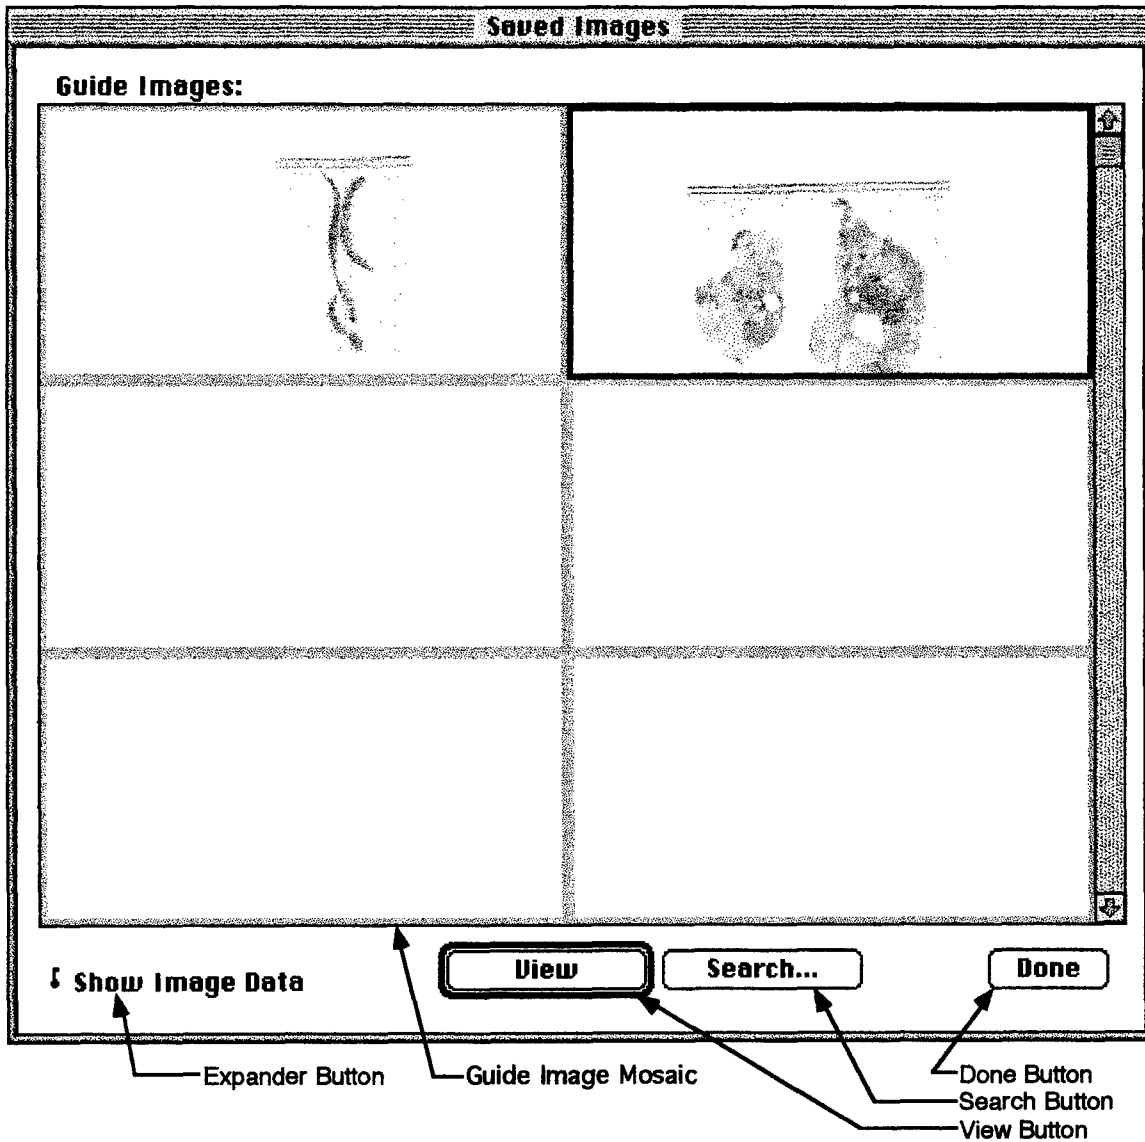 Saved Images
Guide Images:
Show Image Data
View
Search...
Done
Expander Button
Guide Image Mosaic
Done Button
Search Button
View Button